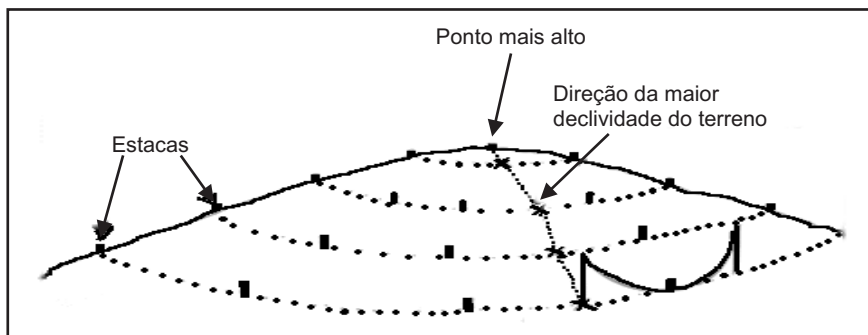 Ponto mais alto
Direção da maior
declividade do terreno
Estacas